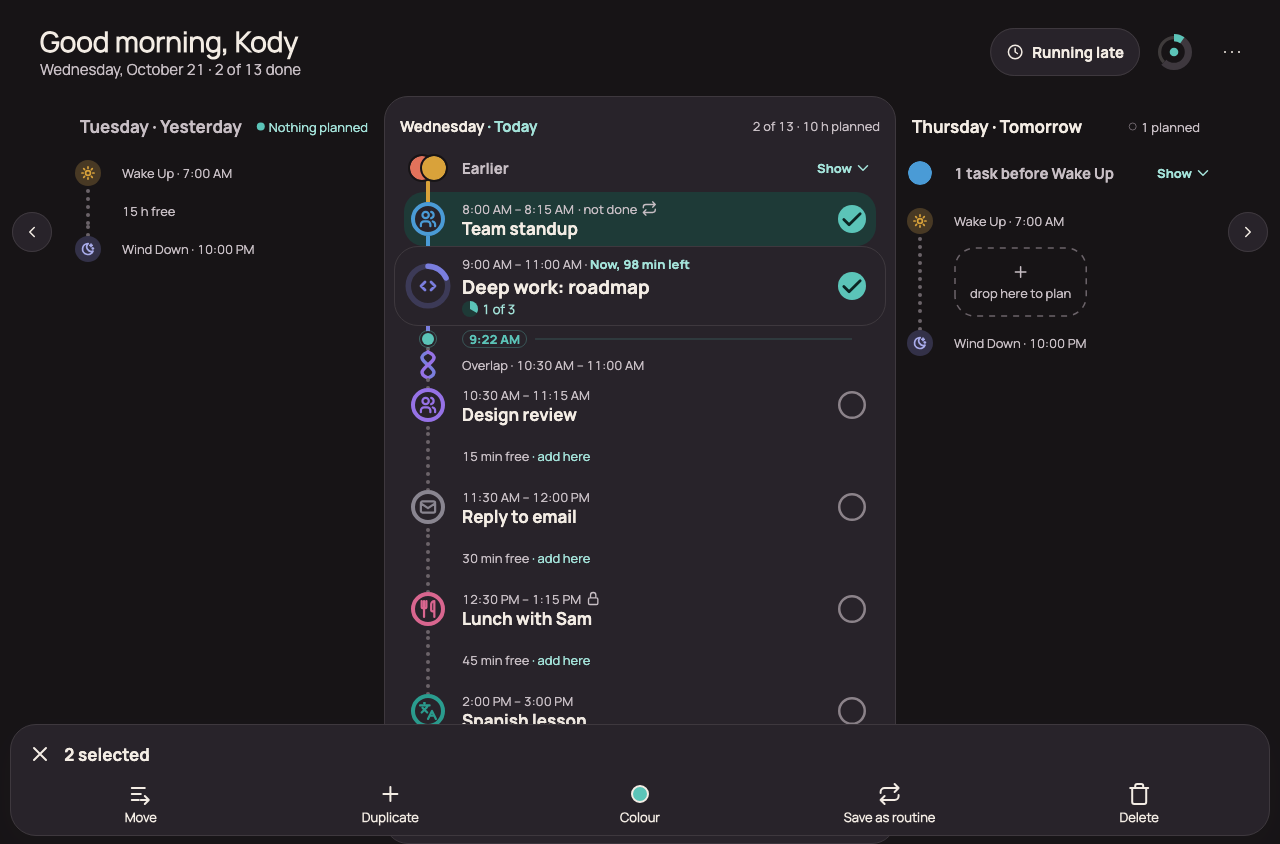 Good morning, Kody
Wednesday, October 21 · 2 of 13 done
Running late
Tuesday · Yesterday
Nothing planned
Wake Up · 7:00 AM
15 h free
Wind Down · 10:00 PM
Wednesday · Today
2 of 13 · 10 h planned
Earlier
Show
8:00 AM – 8:15 AM · not done
Team standup
9:00 AM – 11:00 AM · Now, 98 min left
Deep work: roadmap
1 of 3
9:22 AM
Overlap · 10:30 AM – 11:00 AM
10:30 AM – 11:15 AM
Design review
15 min free · add here
11:30 AM – 12:00 PM
Reply to email
30 min free · add here
12:30 PM – 1:15 PM
Lunch with Sam
45 min free · add here
2:00 PM – 3:00 PM
Spanish lesson
Thursday · Tomorrow
1 planned
1 task before Wake Up
Show
Wake Up · 7:00 AM
drop here to plan
Wind Down · 10:00 PM
2 selected
Move
Duplicate
Colour
Save as routine
Delete